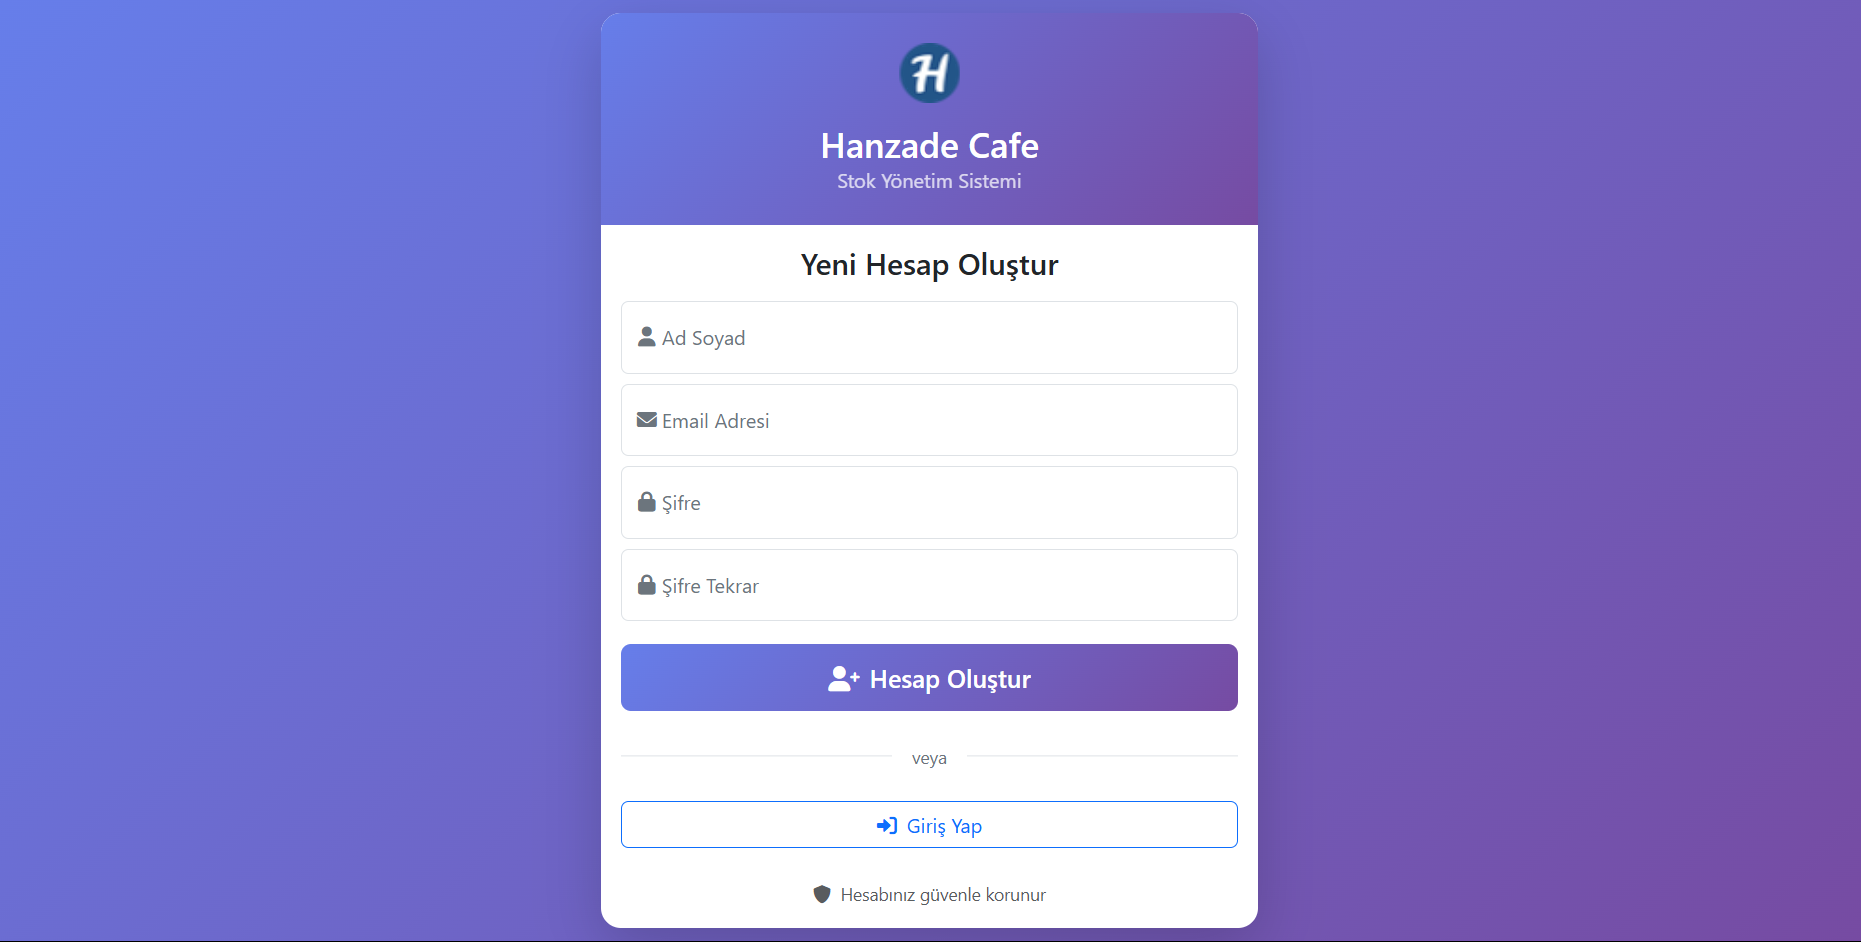 H
Hanzade Cafe
Stok Yönetim Sistemi
Yeni Hesap Oluştur
Ad Soyad
Email Adresi
Şifre
Şifre Tekrar
Hesap Oluştur
veya
Giriş Yap
Hesabınız güvenle korunur